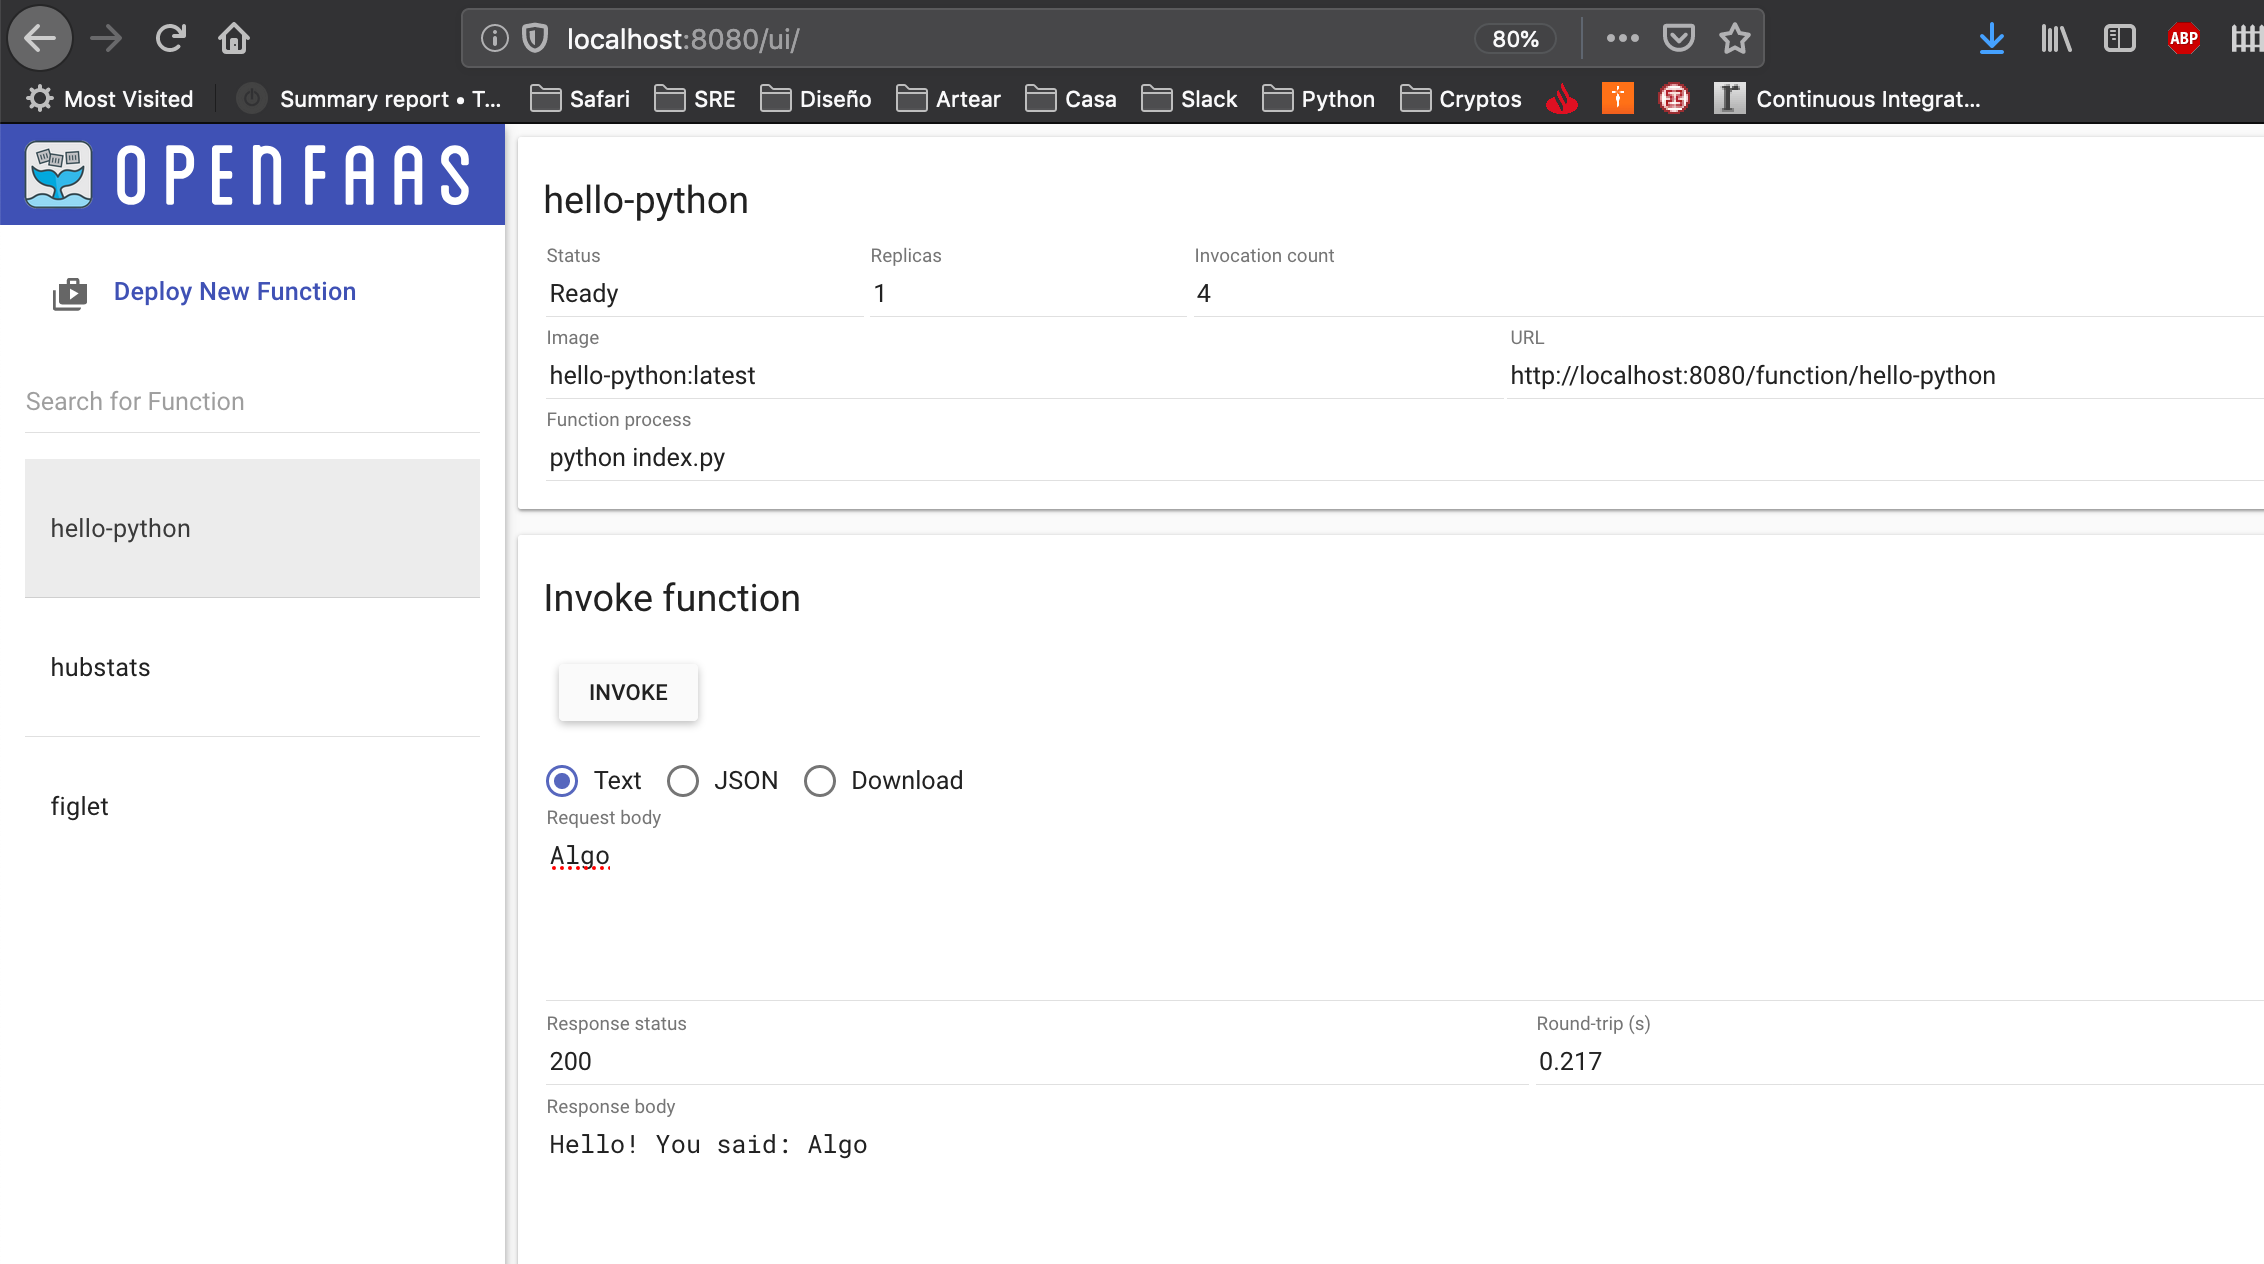 localhost:8080/ui/
80%
ABP
Most Visited
Summary report • T...
Safari
SRE
Diseño
Artear
Casa
Slack
Python
Cryptos
Continuous Integrat...
OPENFAAS
Deploy New Function
Search for Function
hello-python
hubstats
figlet
hello-python
Status
Replicas
Invocation count
Ready
1
4
Image
URL
hello-python:latest
http://localhost:8080/function/hello-python
Function process
python index.py
Invoke function
INVOKE
Text
JSON
Download
Request body
Algo
Response status
Round-trip (s)
200
0.217
Response body
Hello! You said: Algo